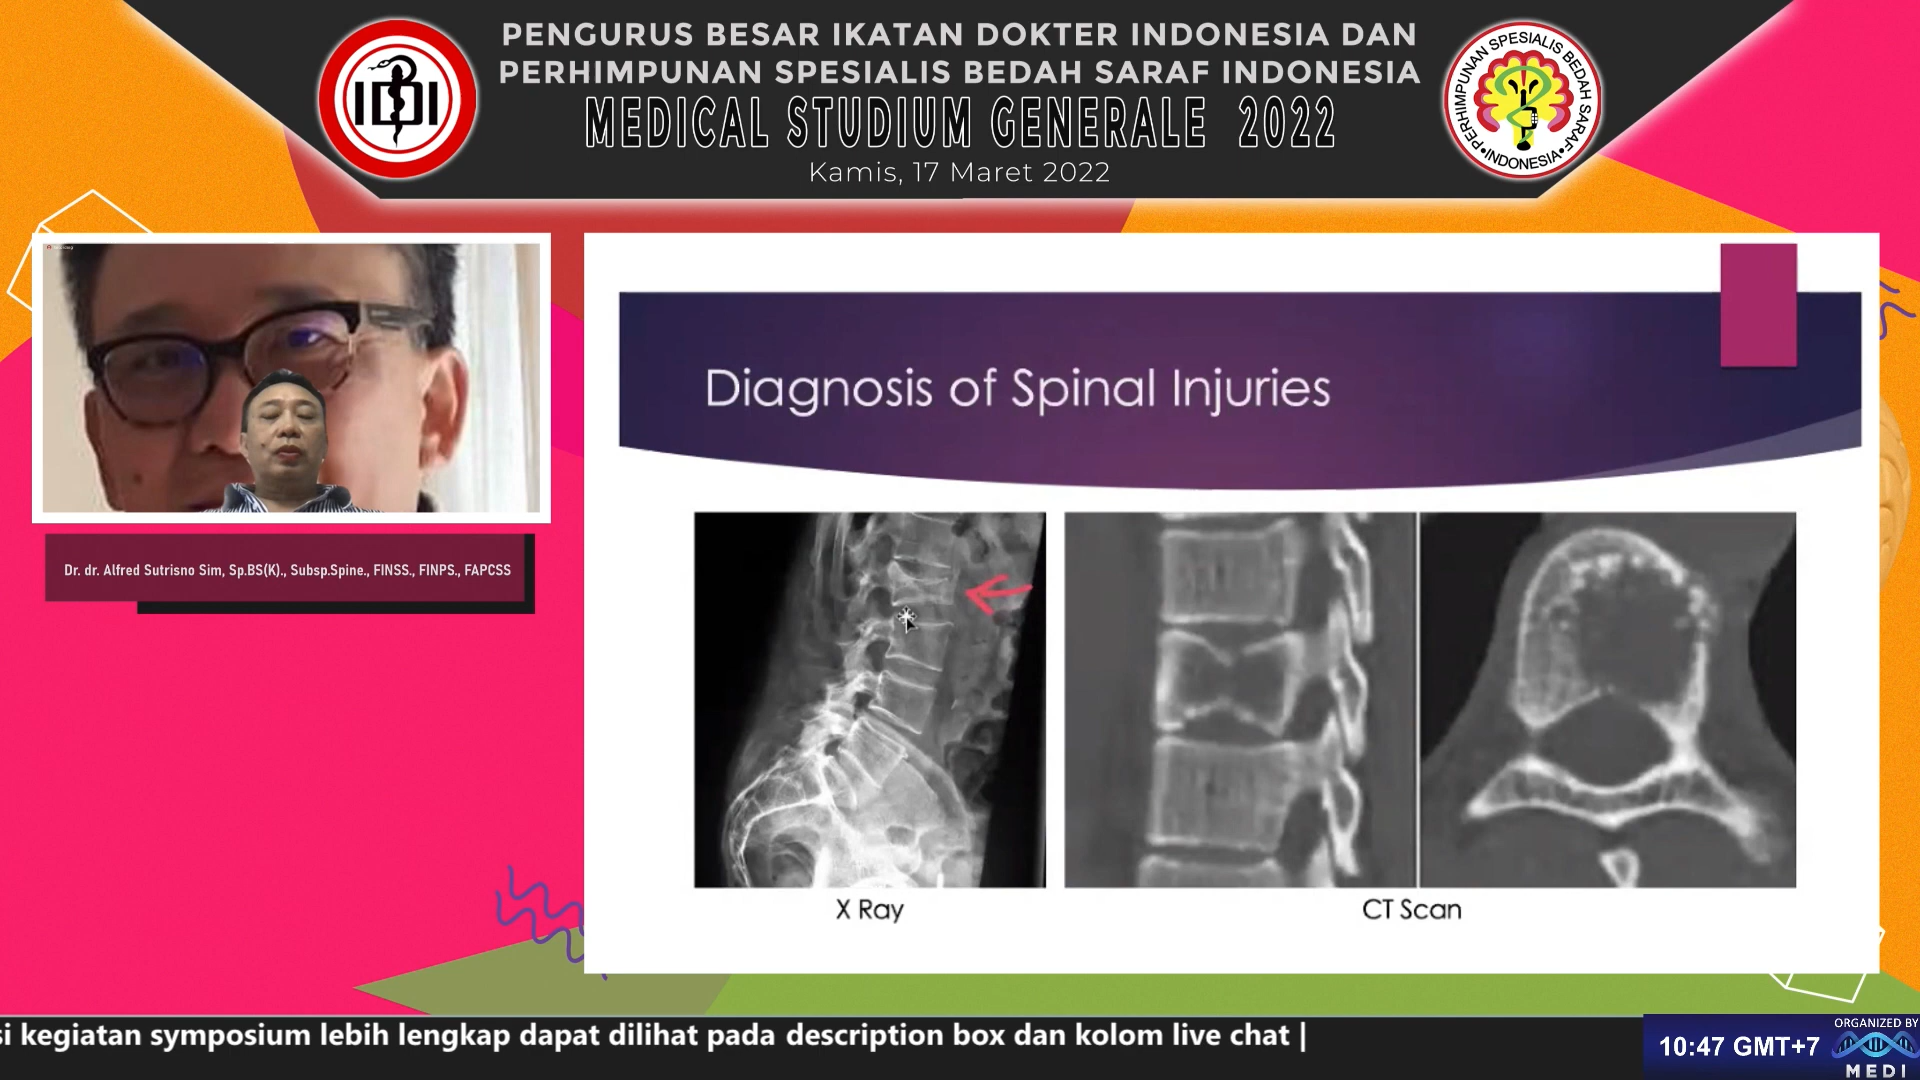 PENGURUS BESAR IKATAN DOKTER INDONESIA DAN
PERHIMPUNAN SPESIALIS BEDAH SARAF INDONESIA
MEDICAL STUDIUM GENERALE 2022
Kamis, 17 Maret 2022
IDI
PERHIMPUNAN SPESIALIS BEDAH SARAF
•INDONESIA•
Dr. dr. Alfred Sutrisno Sim, Sp.BS(K)., Subsp.Spine., FINSS., FINPS., FAPCSS
Diagnosis of Spinal Injuries
X Ray
CT Scan
si kegiatan symposium lebih lengkap dapat dilihat pada description box dan kolom live chat |
10:47 GMT+7
ORGANIZED BY
MEDI